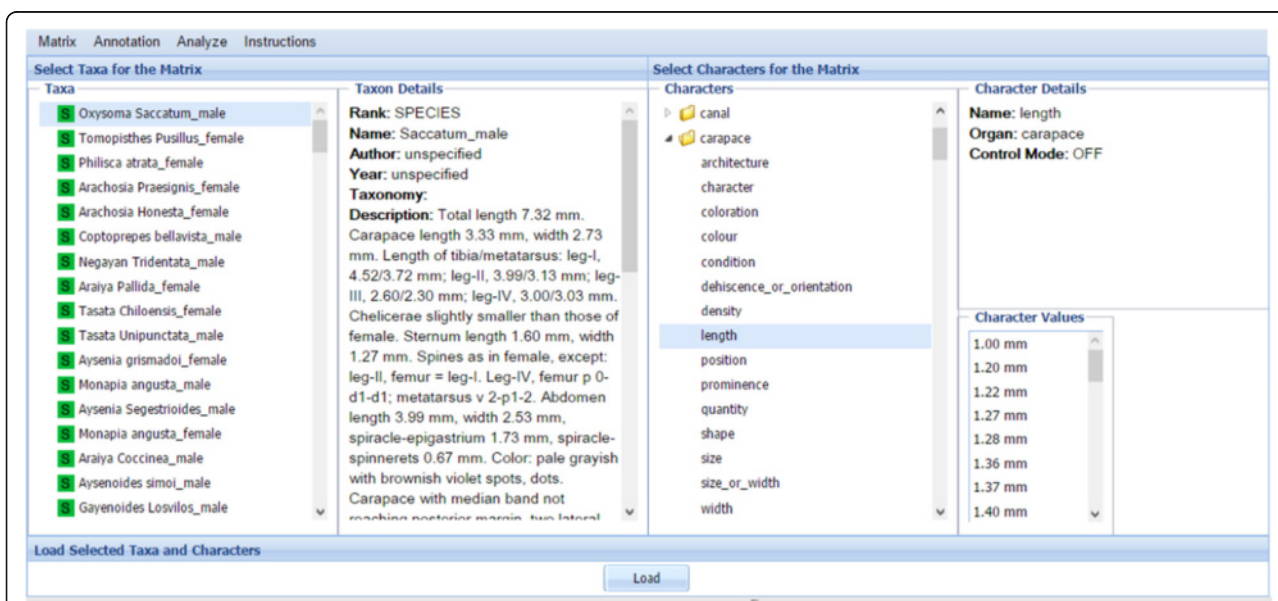 Matrix Annotation Analyze Instructions
Select Taxa for the Matrix
Taxa
S Oxysoma Saccatum_male
S Tomopisthes Pusillus_female
S Philisca atrata_female
S Arachosia Praesignis_female
S Arachosia Honesta_female
S Coptoprepes bellavista_male
S Negayan Tridentata_male
S Araiya Pallida_female
S Tasata Chiloensis_female
S Tasata Unipunctata_male
S Aysenia grismadoi_female
S Monapia angusta_male
S Aysenia Segestrioides_male
S Monapia angusta_female
S Araiya Coccinea_male
S Aysenoides simoi_male
S Gayenoides Losvilos_male
Taxon Details
Rank: SPECIES
Name: Saccatum_male
Author: unspecified
Year: unspecified
Taxonomy:
Description: Total length 7.32 mm.
Carapace length 3.33 mm, width 2.73
mm. Length of tibia/metatarsus: leg-I,
4.52/3.72 mm; leg-II, 3.99/3.13 mm; leg-
III, 2.60/2.30 mm; leg-IV, 3.00/3.03 mm.
Chelicerae slightly smaller than those of
female. Sternum length 1.60 mm, width
1.27 mm. Spines as in female, except:
leg-II, femur = leg-I. Leg-IV, femur p 0-
d1-d1; metatarsus v 2-p1-2. Abdomen
length 3.99 mm, width 2.53 mm,
spiracle-epigastrium 1.73 mm, spiracle-
spinnerets 0.67 mm. Color: pale grayish
with brownish violet spots, dots.
Carapace with median band not
reaching posterior margin, two lateral
Select Characters for the Matrix
Characters
canal
carapace
architecture
character
coloration
colour
condition
dehiscence_or_orientation
density
length
position
prominence
quantity
shape
size
size_or_width
width
Character Details
Name: length
Organ: carapace
Control Mode: OFF
Character Values
1.00 mm
1.20 mm
1.22 mm
1.27 mm
1.28 mm
1.36 mm
1.37 mm
1.40 mm
Load Selected Taxa and Characters
Load